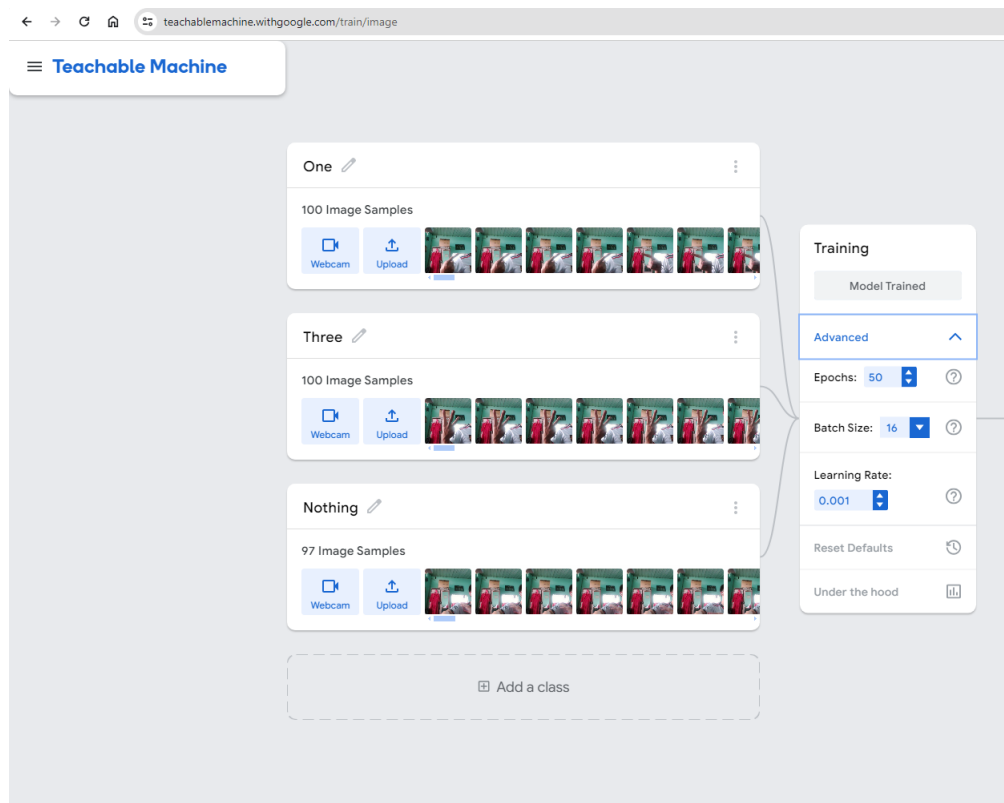 teachablemachine.withgoogle.com/train/image
Teachable Machine
One
100 Image Samples
Webcam
Upload
Three
100 Image Samples
Webcam
Upload
Nothing
97 Image Samples
Webcam
Upload
Add a class
Training
Model Trained
Advanced
Epochs: 50
Batch Size: 16
Learning Rate:
0.001
Reset Defaults
Under the hood